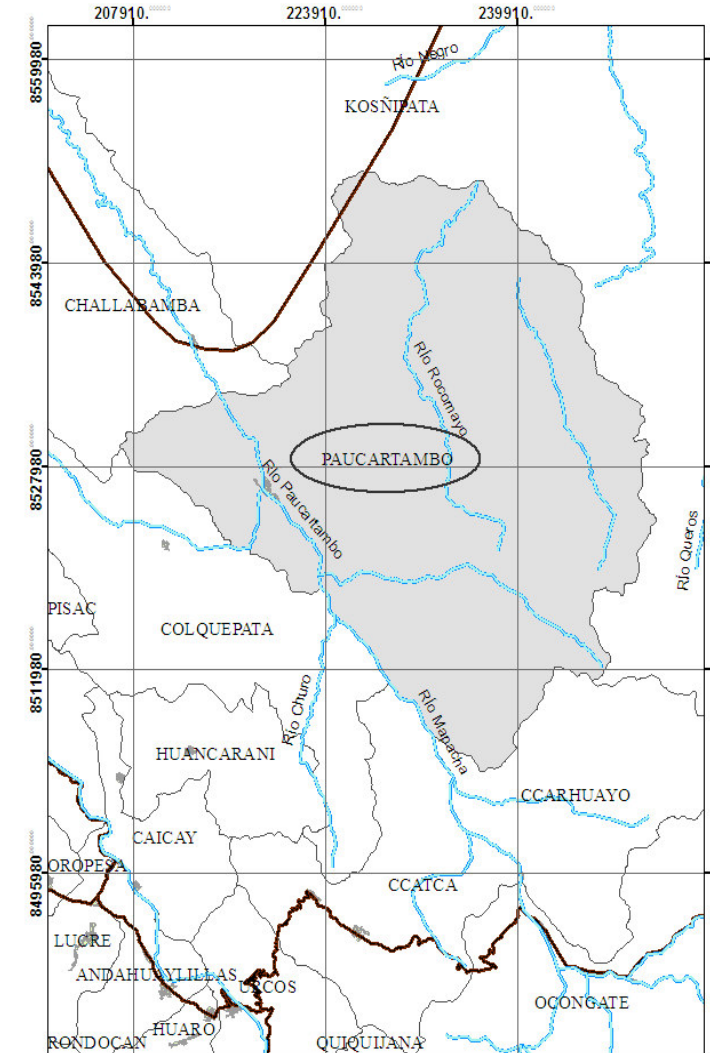 207910.
223910.
239910.
8559980
Río Negro
KOSÑIPATA
8543980
CHALLABAMBA
Río Rocomayo
8527980
PAUCARTAMBO
Río Paucartambo
Río Queros
PISAC
COLQUEPATA
8511980
Río Churo
Río Mapacha
HUANCARANI
CCARHUAYO
CAICAY
8495980
OROPESA
CCATCA
LUCRE
ANDAHUAYLILLAS
URCOS
OCONGATE
HUARO
RONDOCAN
QUIQUIJANA